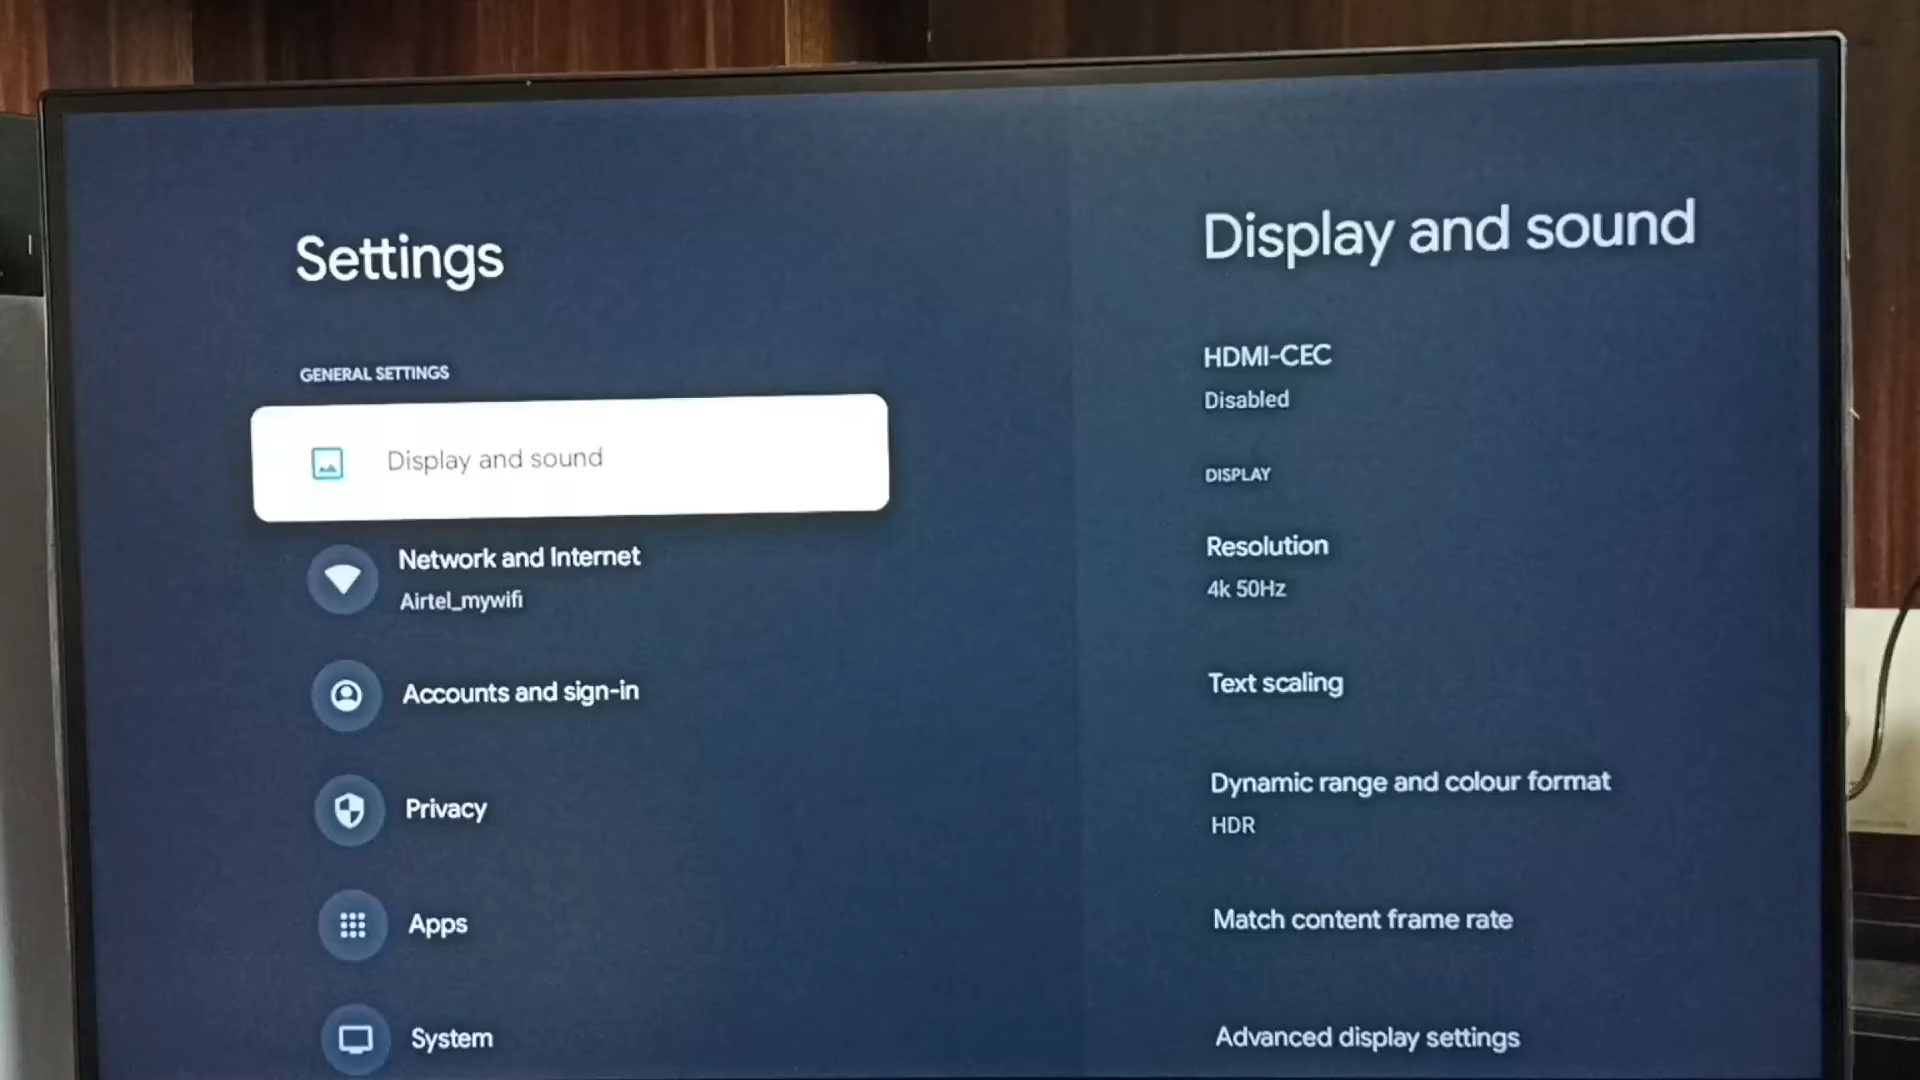 Settings
GENERAL SETTINGS
Display and sound
Network and Internet
Airtel_mywifi
Accounts and sign-in
Privacy
Apps
System
Display and sound
HDMI-CEC
Disabled
DISPLAY
Resolution
4k 50Hz
Text scaling
Dynamic range and colour format
HDR
Match content frame rate
Advanced display settings